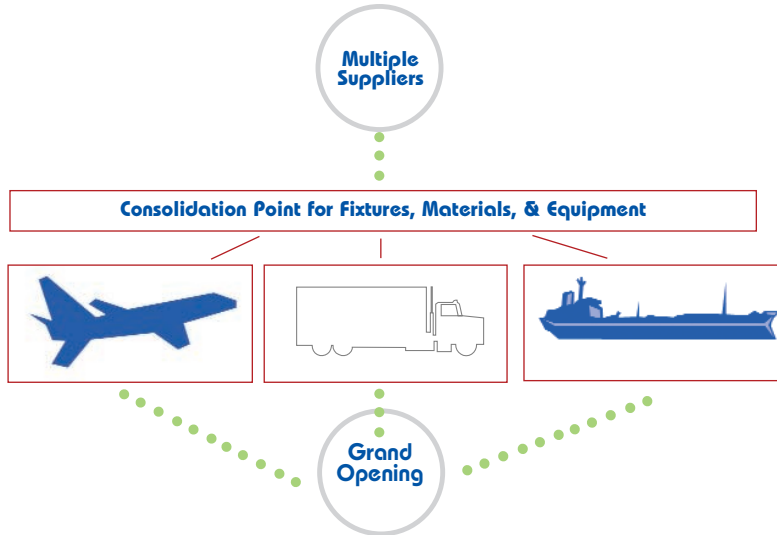 Multiple
Suppliers
Consolidation Point for Fixtures, Materials, & Equipment
Grand
Opening